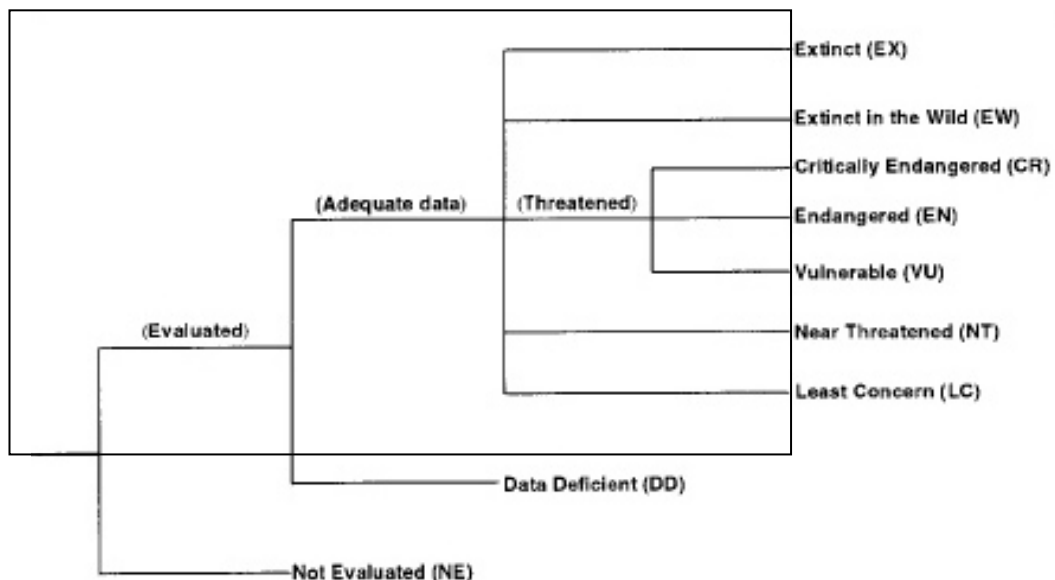 Extinct (EX)
Extinct in the Wild (EW)
Critically Endangered (CR)
(Adequate data)
(Threatened)
Endangered (EN)
Vulnerable (VU)
(Evaluated)
Near Threatened (NT)
Least Concern (LC)
Data Deficient (DD)
Not Evaluated (NE)